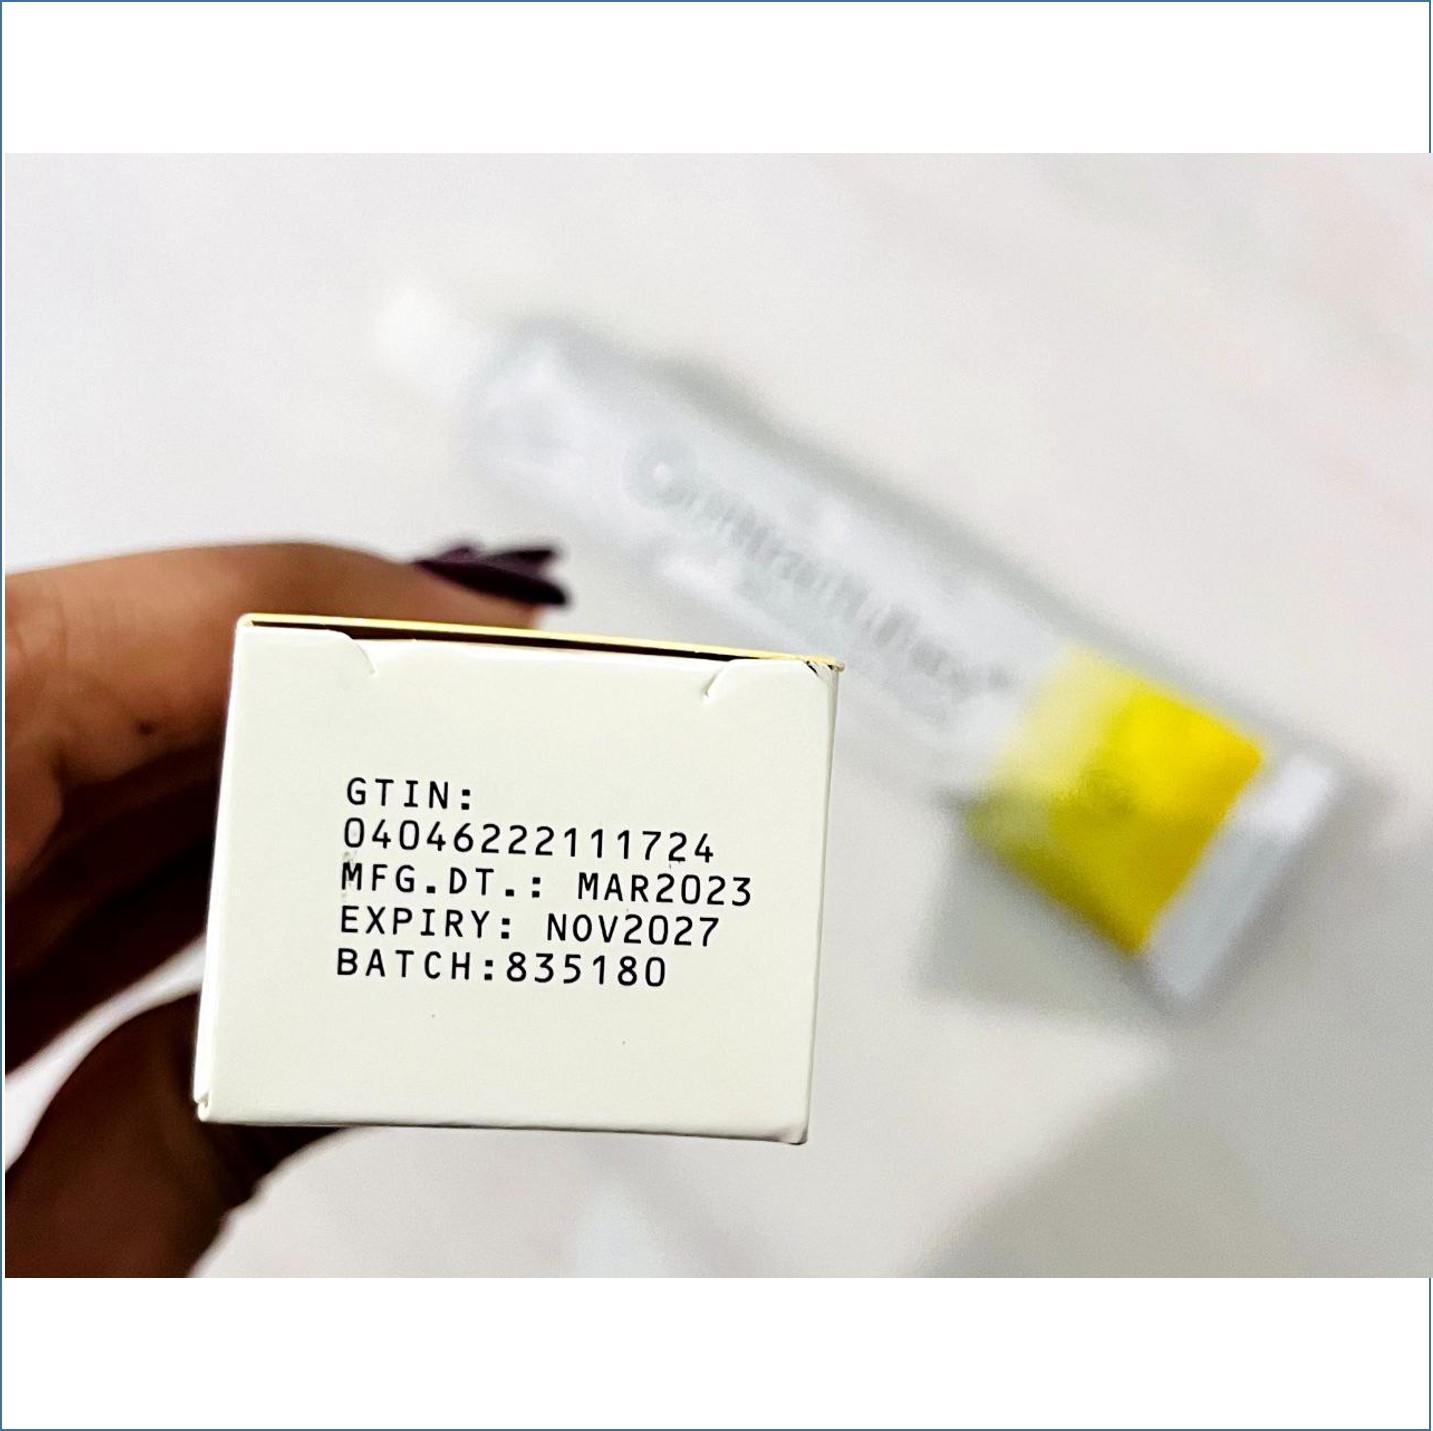 GTIN:
04046222111724
MFG.DT.: MAR2023
EXPIRY: NOV2027
BATCH:835180